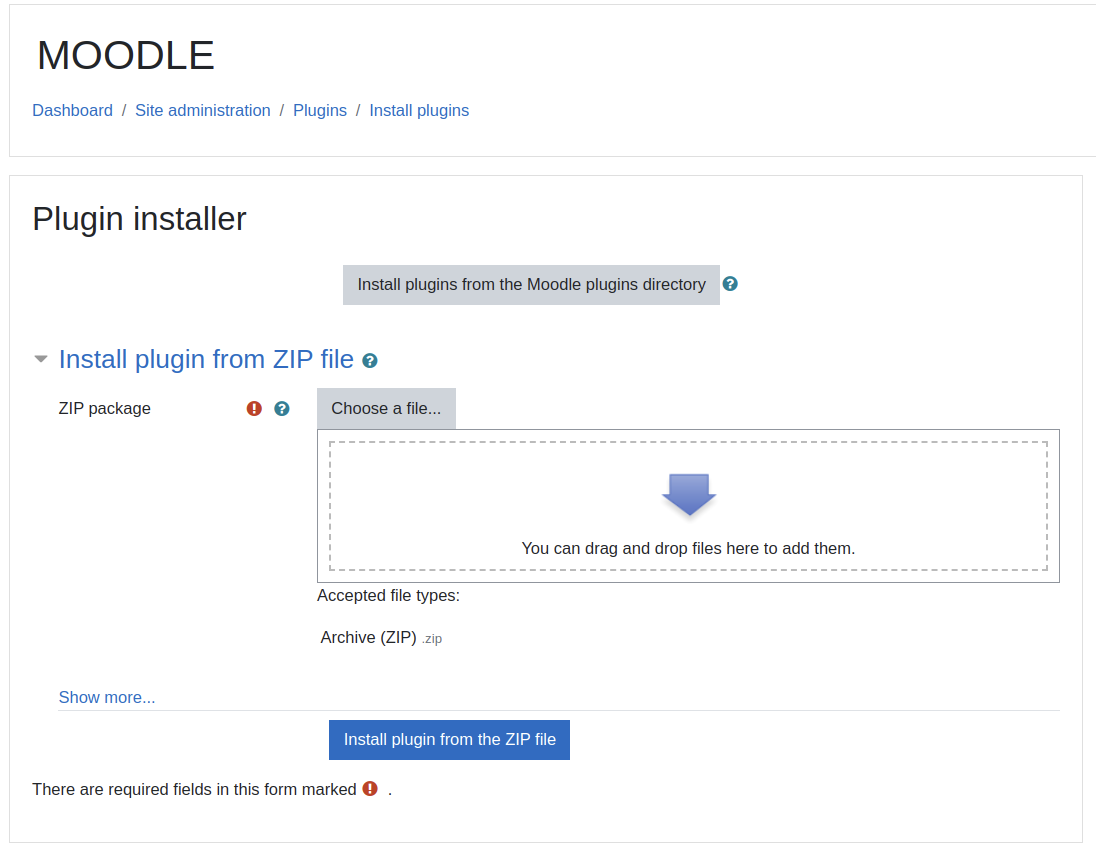 MOODLE
Dashboard / Site administration / Plugins / Install plugins
Plugin installer
Install plugins from the Moodle plugins directory
Install plugin from ZIP file
ZIP package
Choose a file...
You can drag and drop files here to add them.
Accepted file types:
Archive (ZIP) .zip
Show more...
Install plugin from the ZIP file
There are required fields in this form marked .